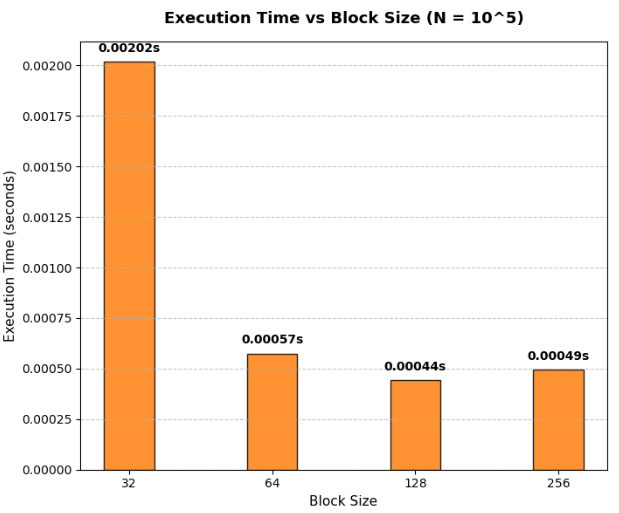 Execution Time vs Block Size (N = 10^5)
0.00202s
0.00057s
0.00044s
0.00049s
0.00200
0.00175
0.00150
0.00125
0.00100
0.00075
0.00050
0.00025
0.00000
Execution Time (seconds)
32
64
128
256
Block Size